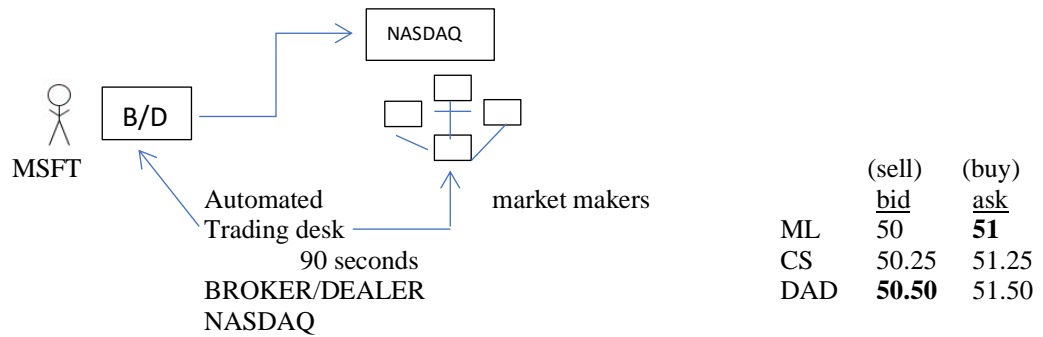 NASDAQ
B/D
MSFT
Automated
Trading desk
90 seconds
BROKER/DEALER
NASDAQ
market makers
(sell) (buy)
bid ask
ML 50 51
CS 50.25 51.25
DAD 50.50 51.50